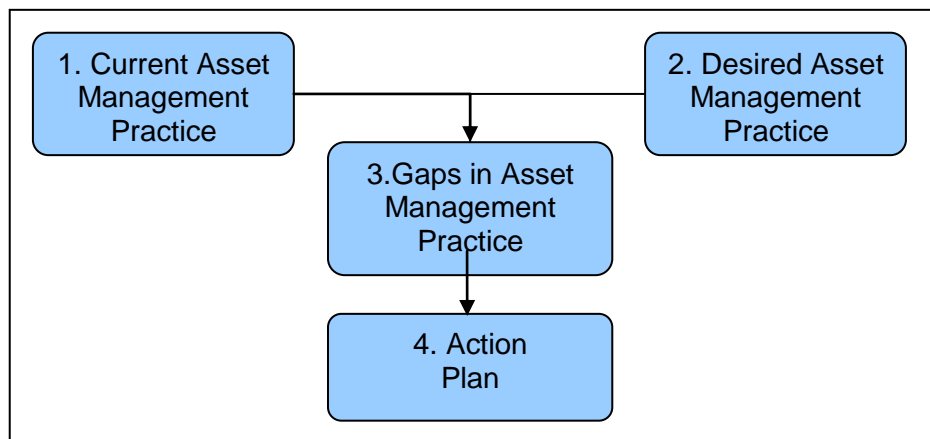 1. Current Asset
Management
Practice
2. Desired Asset
Management
Practice
3.Gaps in Asset
Management
Practice
4. Action
Plan